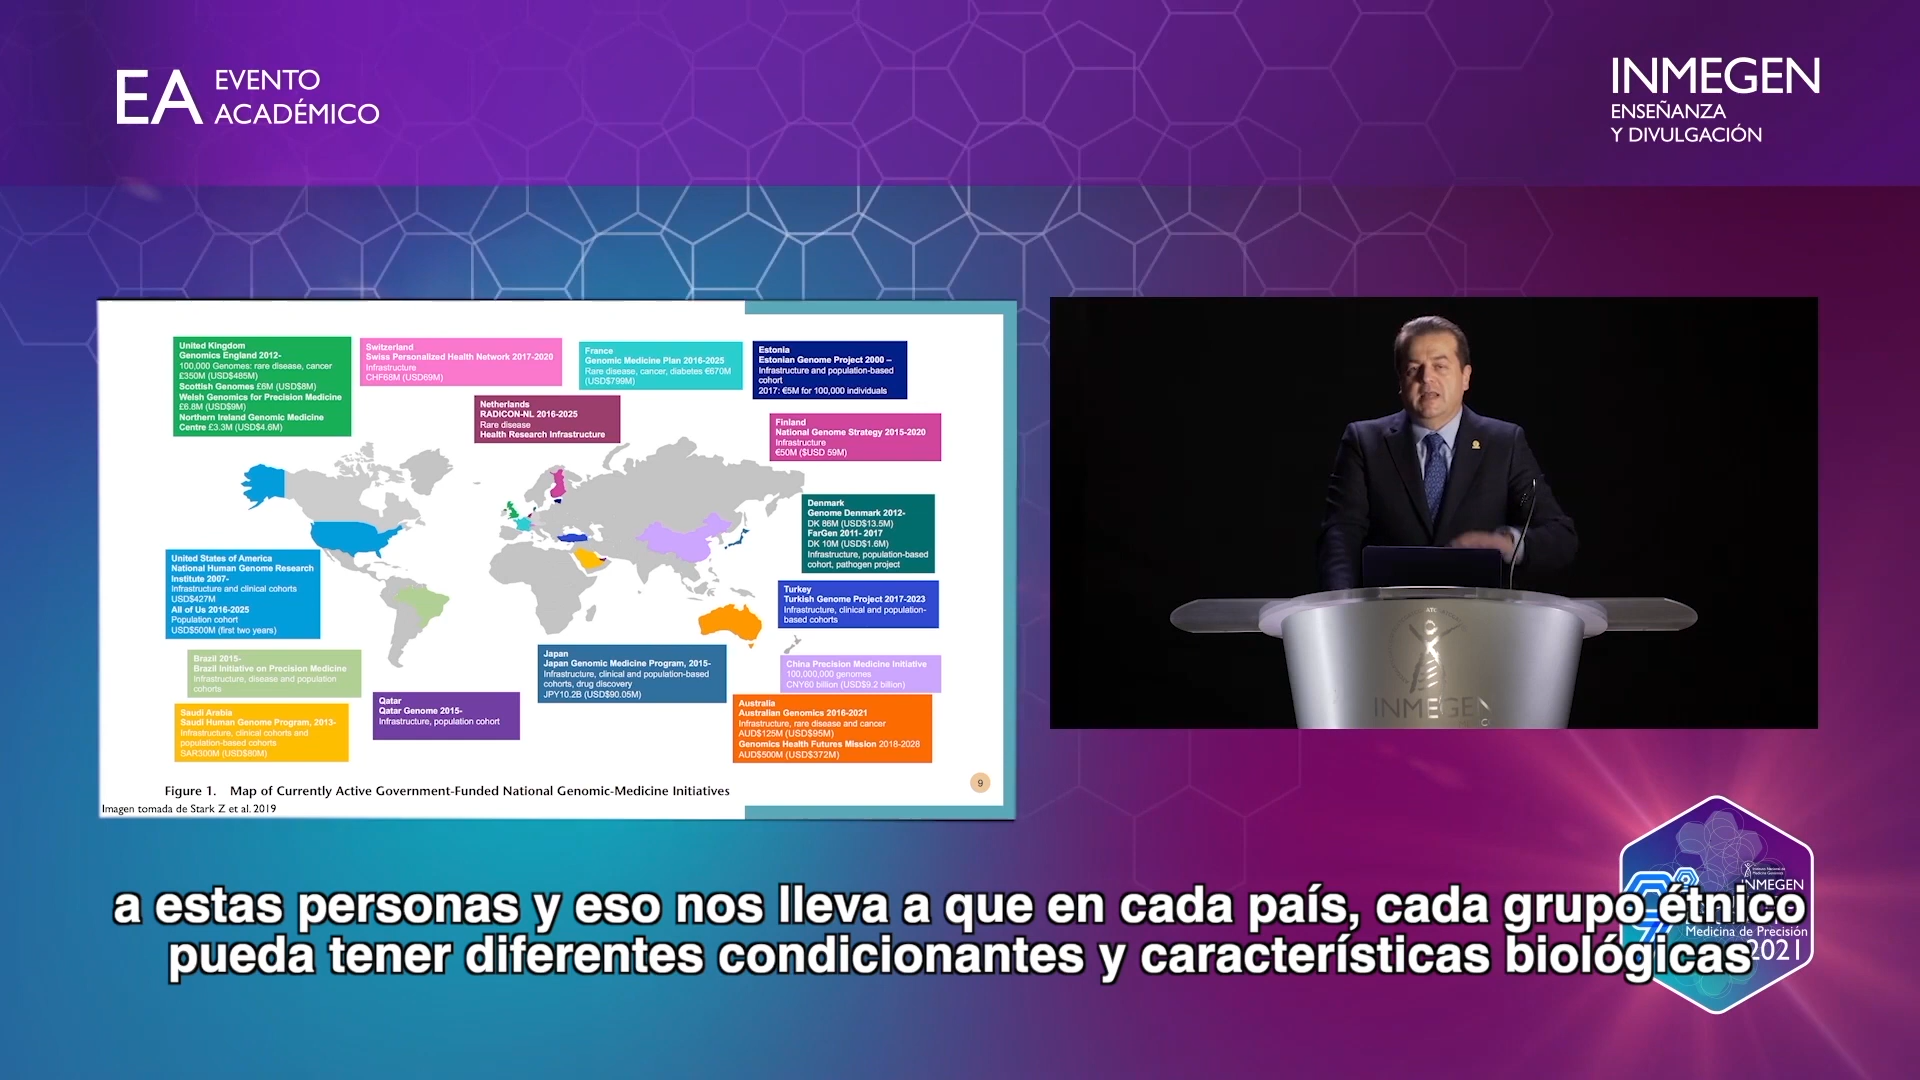 EA EVENTO
ACADÉMICO
INMEGEN
ENSEÑANZA
Y DIVULGACIÓN
United Kingdom
Genomics England 2012-
100,000 Genomes: rare disease, cancer
£350M (USD$485M)
Scottish Genomes £6M (USD$8M)
Welsh Genomics for Precision Medicine
£6.8M (USD$9M)
Northern Ireland Genomic Medicine
Centre £3.3M (USD$4.6M)
Switzerland
Swiss Personalized Health Network 2017-2020
Infrastructure
CHF68M (USD69M)
France
Genomic Medicine Plan 2016-2025
Rare disease, cancer, diabetes €670M
(USD$799M)
Estonia
Estonian Genome Project 2000 –
Infrastructure and population-based
cohort
2017: €5M for 100,000 individuals
Netherlands
RADICON-NL 2016-2025
Rare disease
Health Research Infrastructure
Finland
National Genome Strategy 2015-2020
Infrastructure
€50M ($USD 59M)
Denmark
Genome Denmark 2012-
DK 86M (USD$13.5M)
FarGen 2011- 2017
DK 10M (USD$1.6M)
Infrastructure, population-based
cohort, pathogen project
United States of America
National Human Genome Research
Institute 2007-
Infrastructure and clinical cohorts
USD$427M
All of Us 2016-2025
Population cohort
USD$500M (first two years)
Turkey
Turkish Genome Project 2017-2023
Infrastructure, clinical and population-
based cohorts
Brazil 2015-
Brazil Initiative on Precision Medicine
Infrastructure, disease and population
cohorts
Japan
Japan Genomic Medicine Program, 2015-
Infrastructure, clinical and population-based
cohorts, drug discovery
JPY10.2B (USD$90.05M)
China Precision Medicine Initiative
100,000,000 genomes
CNY60 billion (USD$9.2 billion)
Qatar
Qatar Genome 2015-
Infrastructure, population cohort
Saudi Arabia
Saudi Human Genome Program, 2013-
Infrastructure, clinical cohorts and
population-based cohorts
SAR300M (USD$80M)
Australia
Australian Genomics 2016-2021
Infrastructure, rare disease and cancer
AUD$125M (USD$95M)
Genomics Health Futures Mission 2018-2028
AUD$500M (USD$372M)
9
Figure 1. Map of Currently Active Government-Funded National Genomic-Medicine Initiatives
Imagen tomada de Stark Z et al. 2019
INMEGEN
INMEGEN
Medicina de Precisión
2021
a estas personas y eso nos lleva a que en cada país, cada grupo étnico
pueda tener diferentes condicionantes y características biológicas